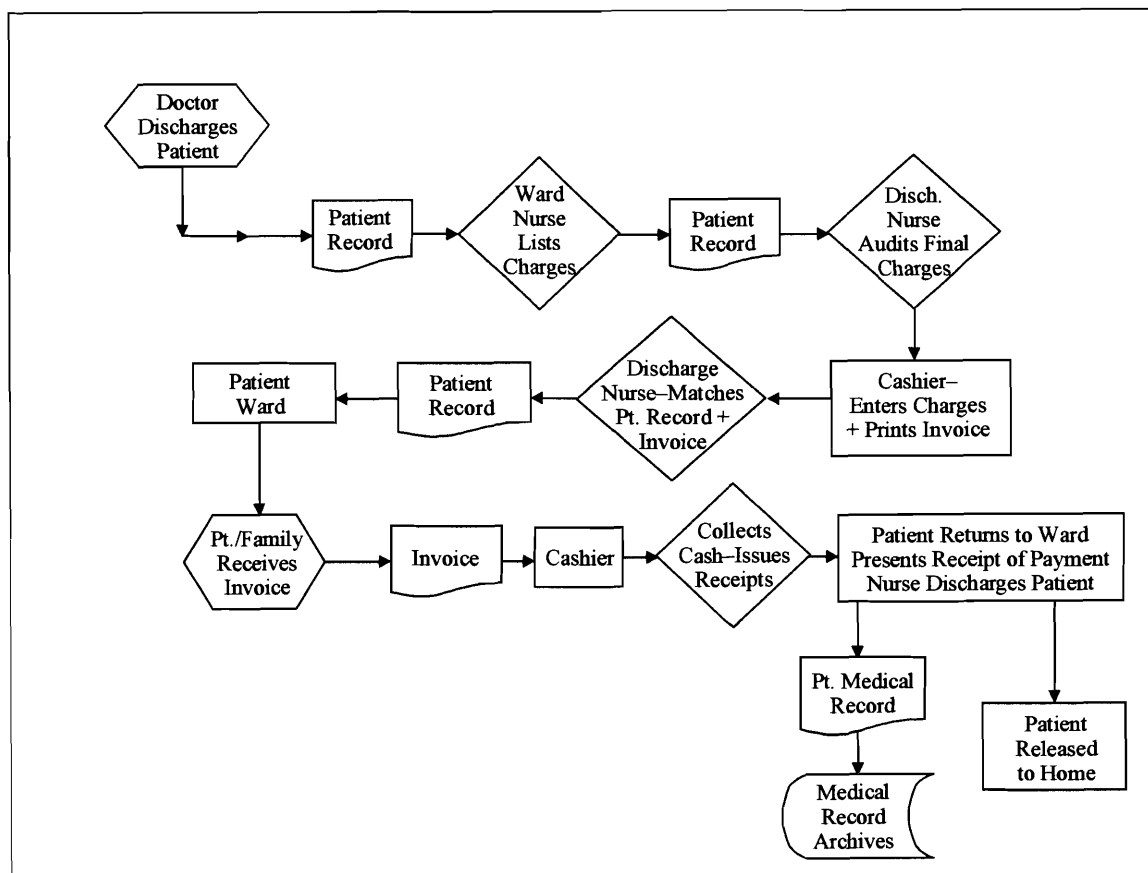 Doctor
Discharges
Patient
Patient
Record
Ward
Nurse
Lists
Charges
Patient
Record
Disch.
Nurse
Audits Final
Charges
Cashier–
Enters Charges
+ Prints Invoice
Discharge
Nurse–Matches
Pt. Record +
Invoice
Patient
Record
Patient
Ward
Pt./Family
Receives
Invoice
Invoice
Cashier
Collects
Cash–Issues
Receipts
Patient Returns to Ward
Presents Receipt of Payment
Nurse Discharges Patient
Pt. Medical
Record
Medical
Record
Archives
Patient
Released
to Home